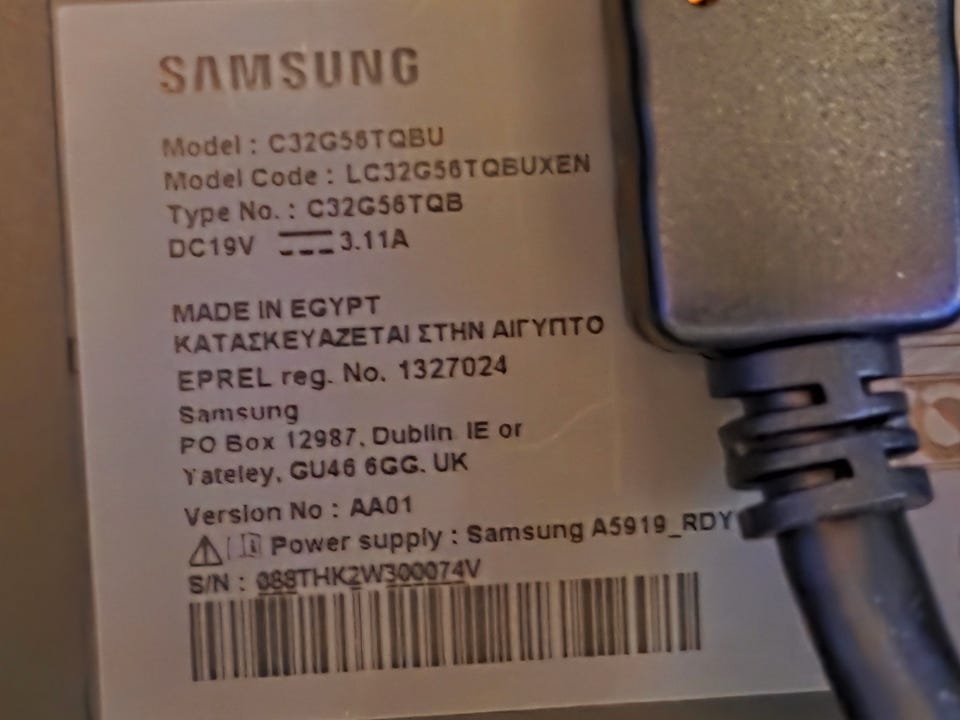 SAMSUNG
Model : C32G56TQBU
Model Code : LC32G56TQBUXEN
Type No. : C32G56TQB
DC19V ⎓ 3.11A
MADE IN EGYPT
ΚΑΤΑΣΚΕΥΑΖΕΤΑΙ ΣΤΗΝ ΑΙΓΥΠΤΟ
EPREL reg. No. 1327024
Samsung
PO Box 12987, Dublin. IE or
Yateley, GU46 6GG. UK
Version No : AA01
Power supply : Samsung A5919_RDY
S/N : 088THK2W300074V